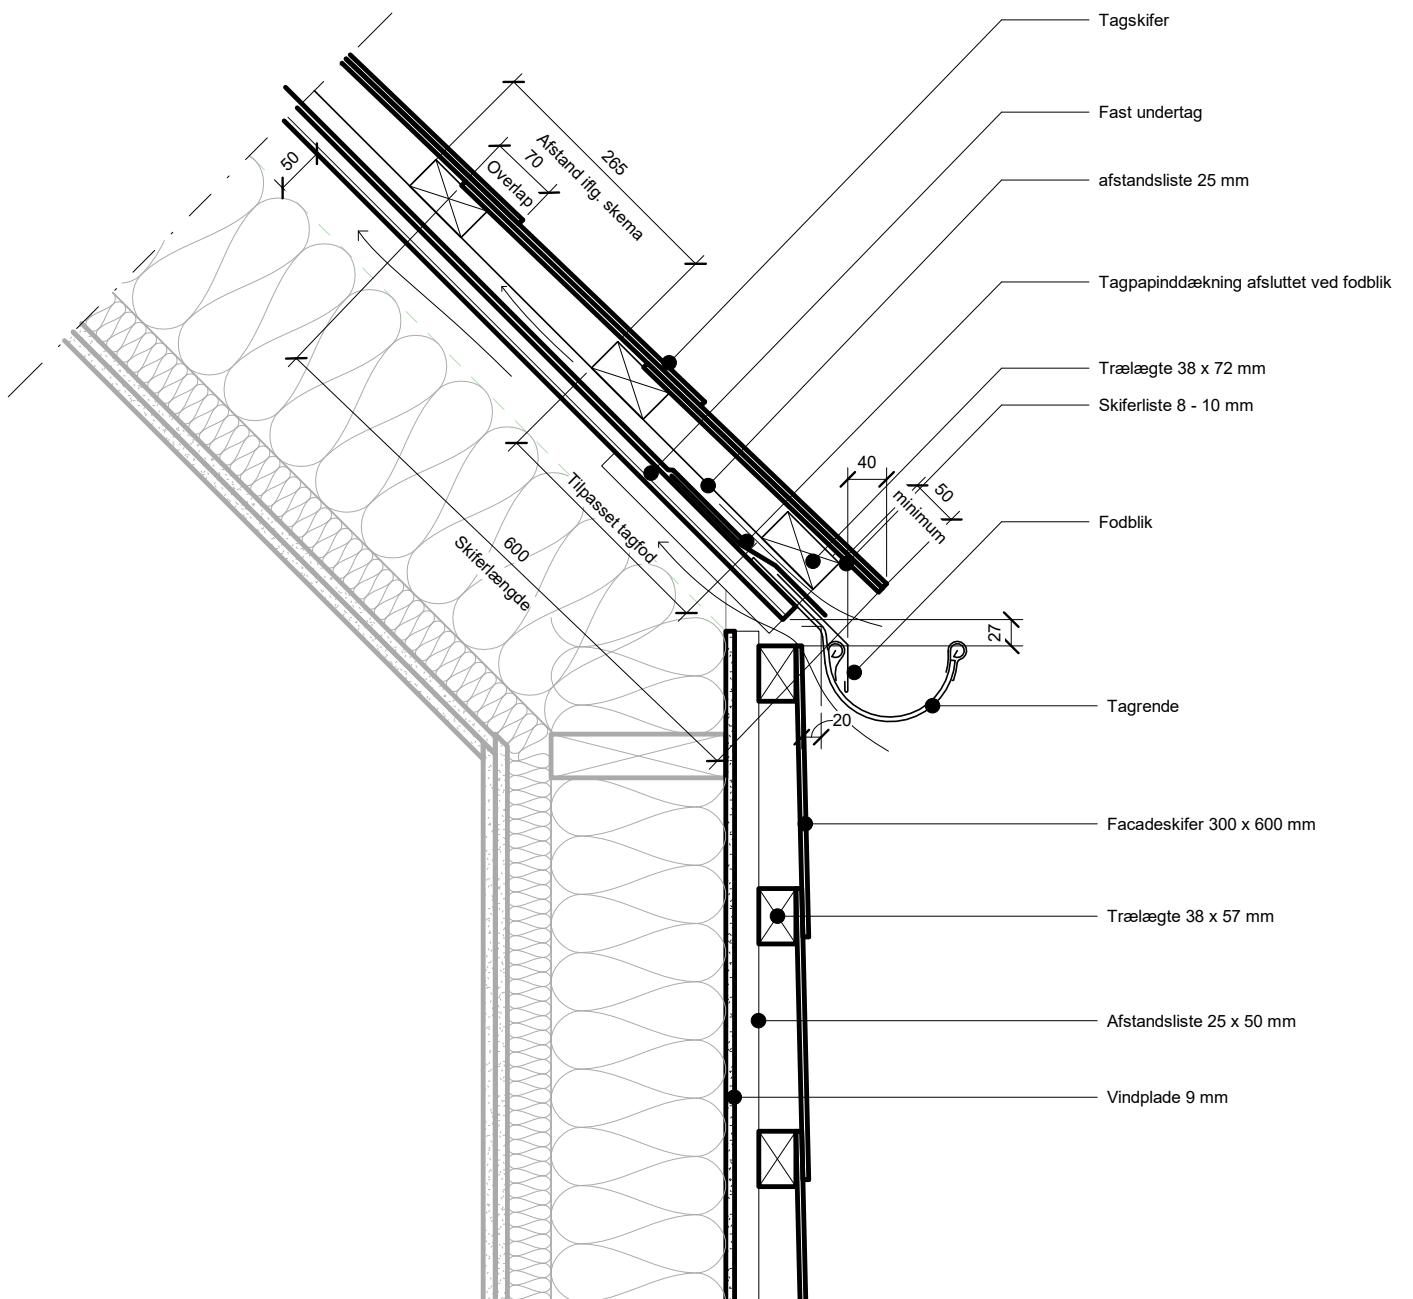 Tagskifer
Fast undertag
265
Afstand iflg. skema
70
Overlap
50
afstandsliste 25 mm
Tagpapinddækning afsluttet ved fodblik
Trælægte 38 x 72 mm
Skiferliste 8 - 10 mm
40
50
minimum
Tilpasset tagfod
600
Skiferlængde
Fodblik
27
Tagrende
20
Facadeskifer 300 x 600 mm
Trælægte 38 x 57 mm
Afstandsliste 25 x 50 mm
Vindplade 9 mm